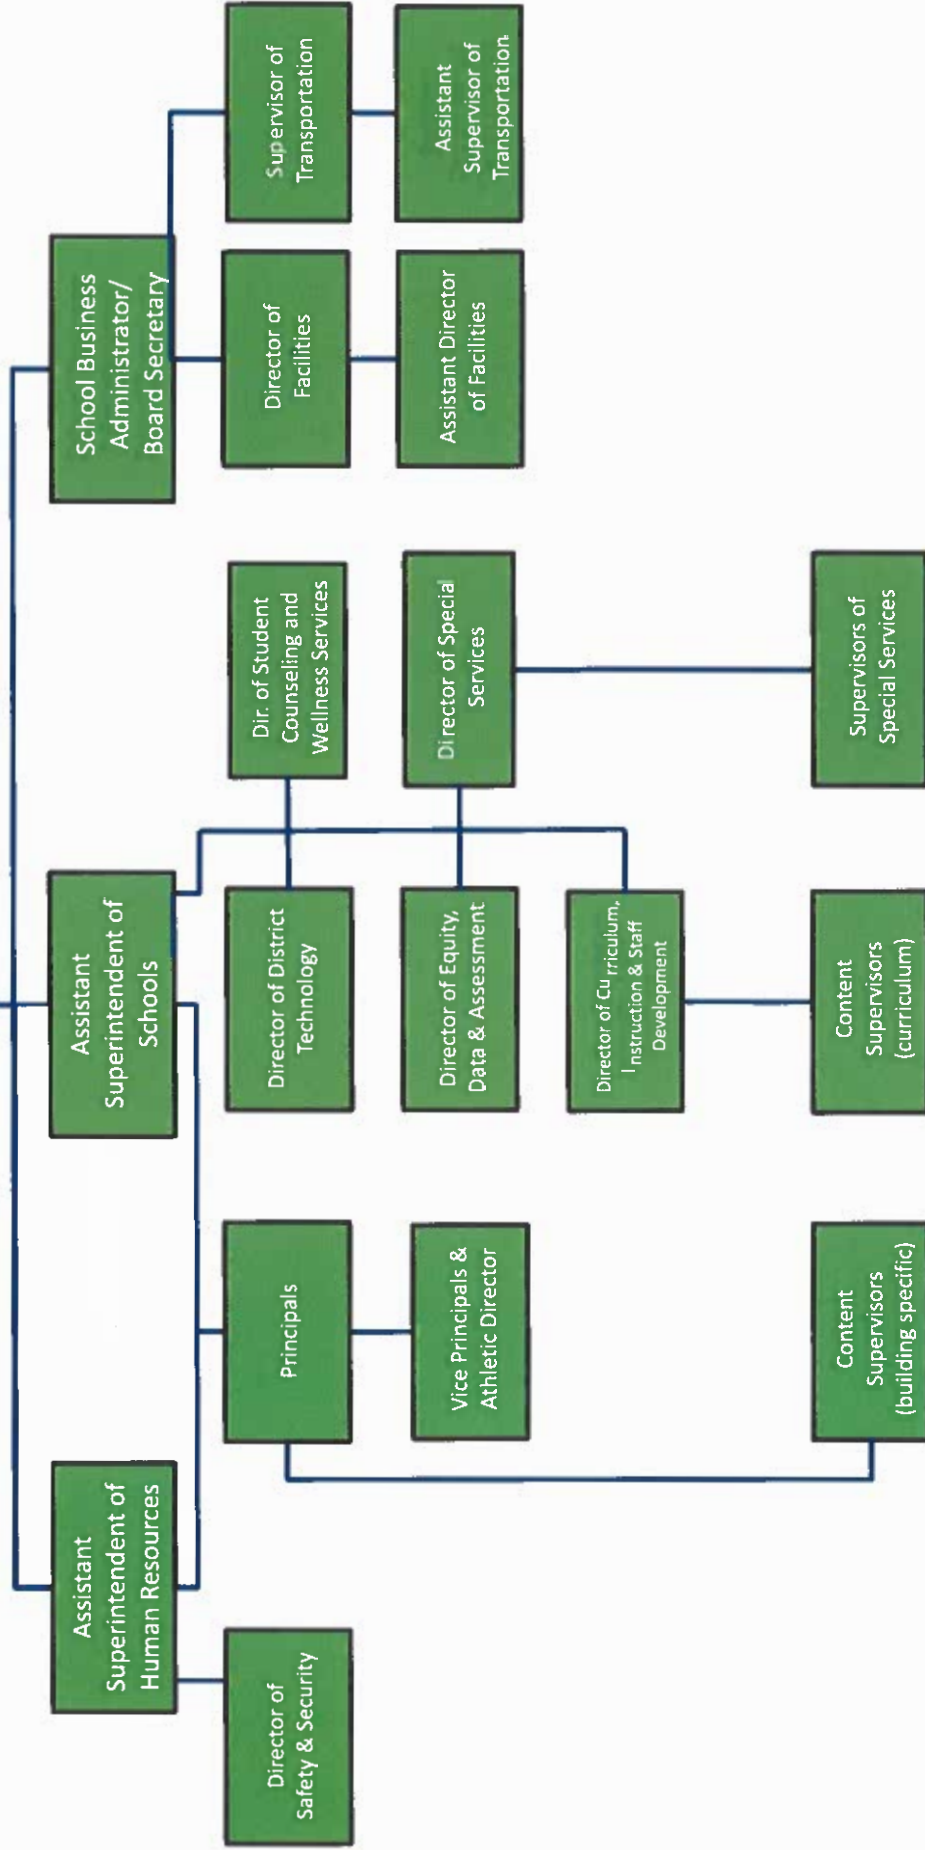 Assistant
Superintendent of
Human Resources
Assistant
Superintendent of
Schools
School Business
Administrator/
Board Secretary
Director of
Safety & Security
Principals
Director of District
Technology
Dir. of Student
Counseling and
Wellness Services
Director of
Facilities
Supervisor of
Transportation
Vice Principals &
Athletic Director
Director of Equity,
Data & Assessment
Director of Special
Services
Assistant Director
of Facilities
Assistant
Supervisor of
Transportation
Director of Curriculum,
Instruction & Staff
Development
Content
Supervisors
(building specific)
Content
Supervisors
(curriculum)
Supervisors of
Special Services